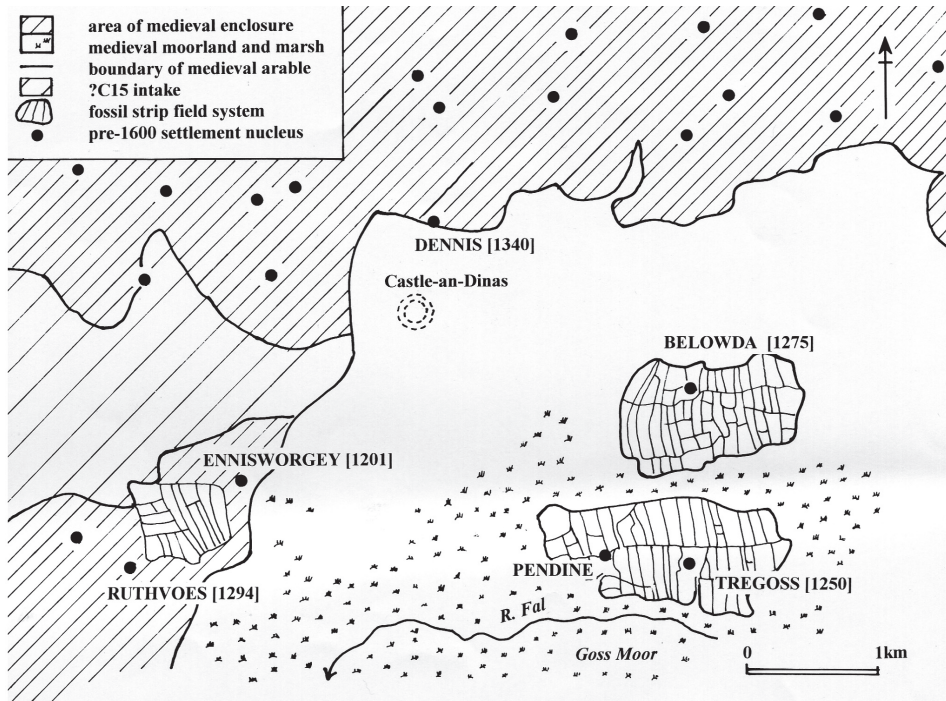 area of medieval enclosure
medieval moorland and marsh
boundary of medieval arable
?C15 intake
fossil strip field system
pre-1600 settlement nucleus
DENNIS [1340]
Castle-an-Dinas
BELOWDA [1275]
ENNISWORGEY [1201]
PENDINE
RUTHVOES [1294]
TREGOSS [1250]
R. Fal
Goss Moor
0 1km